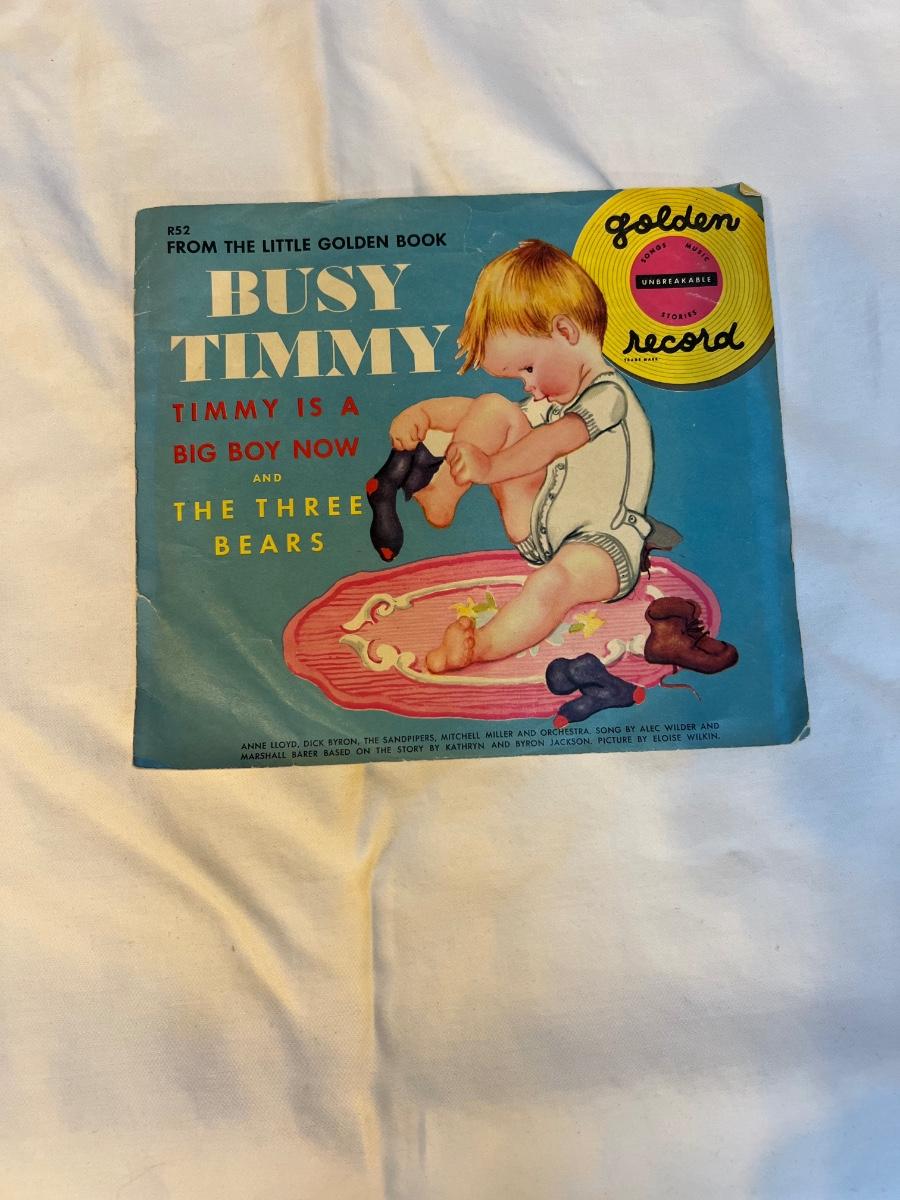 R52
FROM THE LITTLE GOLDEN BOOK
BUSY
TIMMY
TIMMY IS A
BIG BOY NOW
AND
THE THREE
BEARS
golden
SONGS MUSIC
UNBREAKABLE
STORIES
record
TRADE MARK
ANNE LLOYD, DICK BYRON, THE SANDPIPERS, MITCHELL MILLER AND ORCHESTRA. SONG BY ALEC WILDER AND
MARSHALL BARER BASED ON THE STORY BY KATHRYN AND BYRON JACKSON. PICTURE BY ELOISE WILKIN.